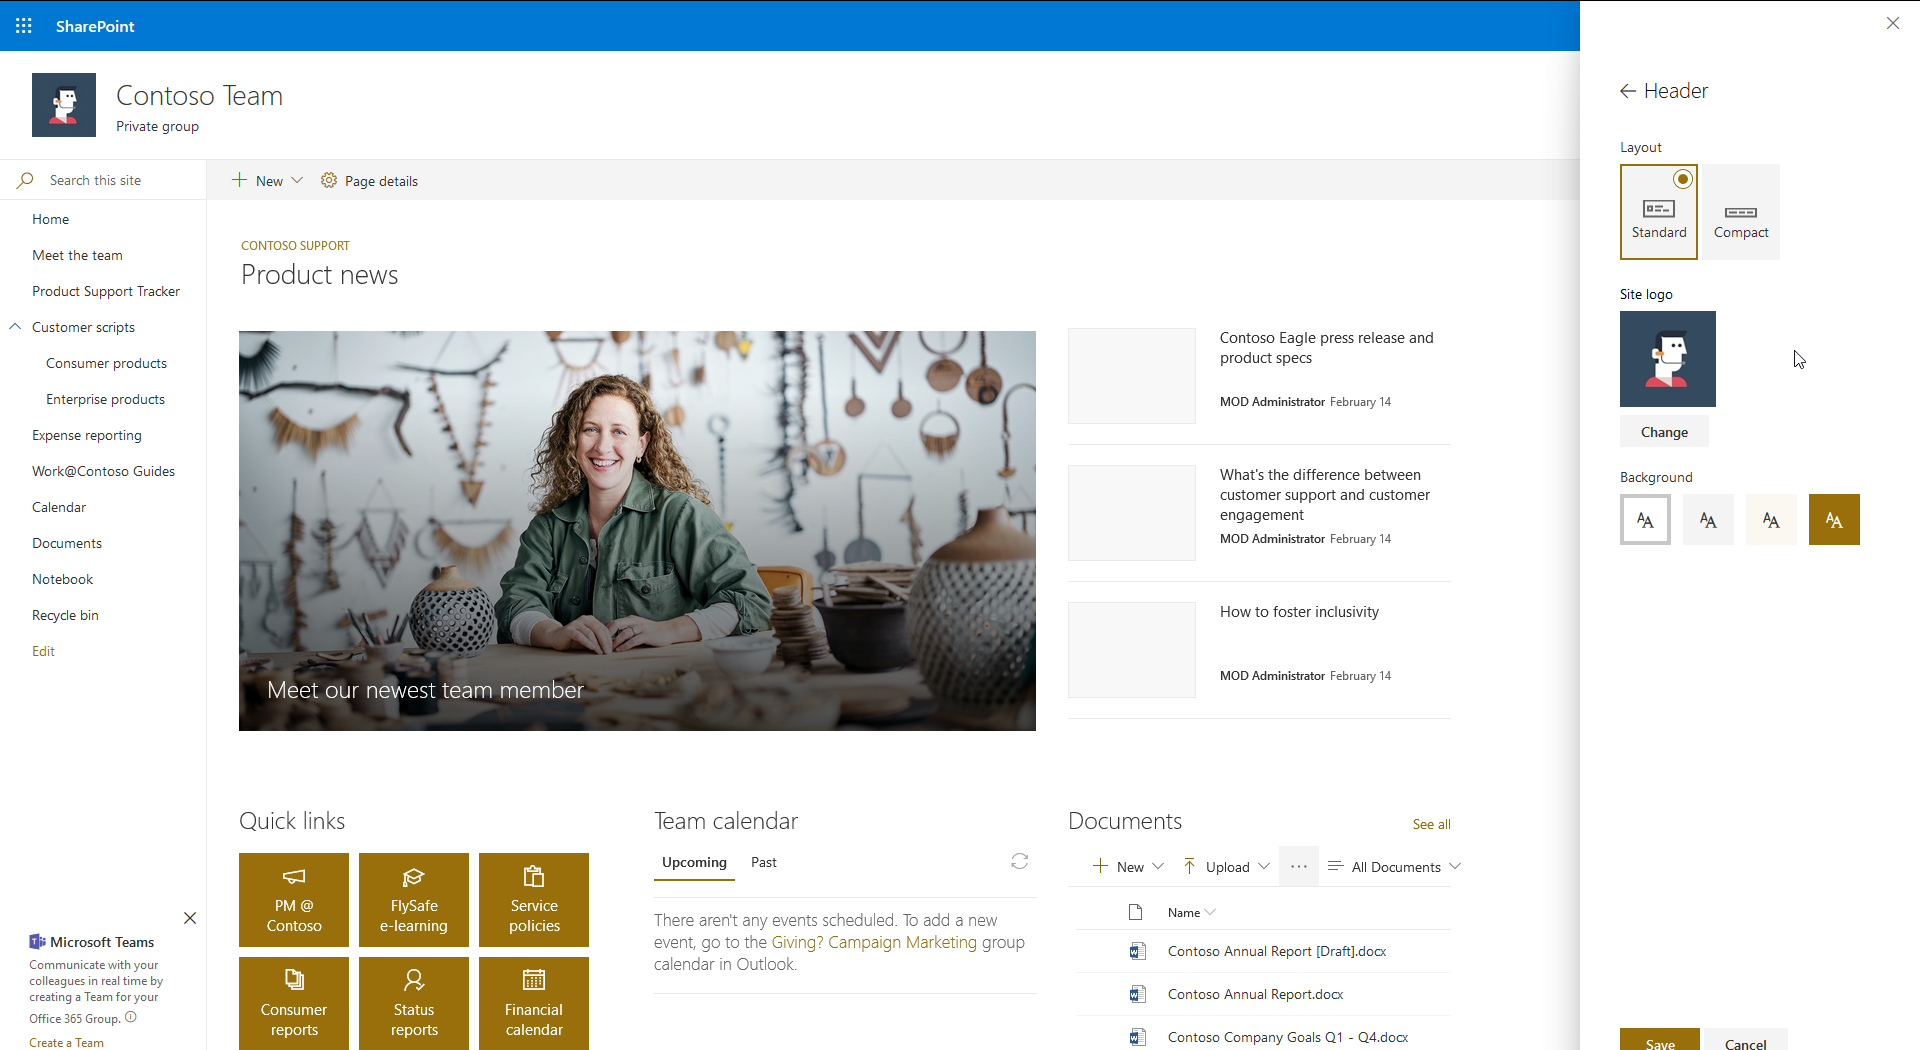 SharePoint
Contoso Team
Private group
Search this site
New
Page details
Home
Meet the team
Product Support Tracker
Customer scripts
Consumer products
Enterprise products
Expense reporting
Work@Contoso Guides
Calendar
Documents
Notebook
Recycle bin
Edit
Microsoft Teams
Communicate with your
colleagues in real time by
creating a Team for your
Office 365 Group.
Create a Team
CONTOSO SUPPORT
Product news
Meet our newest team member
Contoso Eagle press release and
product specs
MOD Administrator February 14
What's the difference between
customer support and customer
engagement
MOD Administrator February 14
How to foster inclusivity
MOD Administrator February 14
Quick links
PM @
Contoso
FlySafe
e-learning
Service
policies
Consumer
reports
Status
reports
Financial
calendar
Team calendar
Upcoming
Past
There aren't any events scheduled. To add a new
event, go to the Giving? Campaign Marketing group
calendar in Outlook.
Documents
See all
New
Upload
···
All Documents
Name
Contoso Annual Report [Draft].docx
Contoso Annual Report.docx
Contoso Company Goals Q1 - Q4.docx
Header
Layout
Standard
Compact
Site logo
Change
Background
AA
AA
AA
AA
Save
Cancel